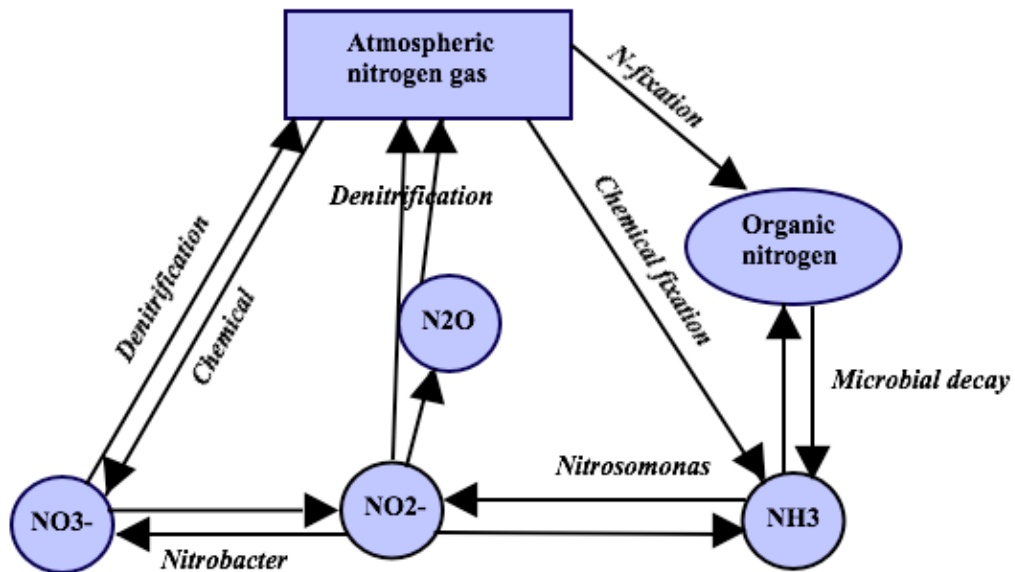 Atmospheric
nitrogen gas
N-fixation
Denitrification
Chemical fixation
Organic
nitrogen
Denitrification
Chemical
N2O
Microbial decay
Nitrosomonas
NO3-
NO2-
NH3
Nitrobacter